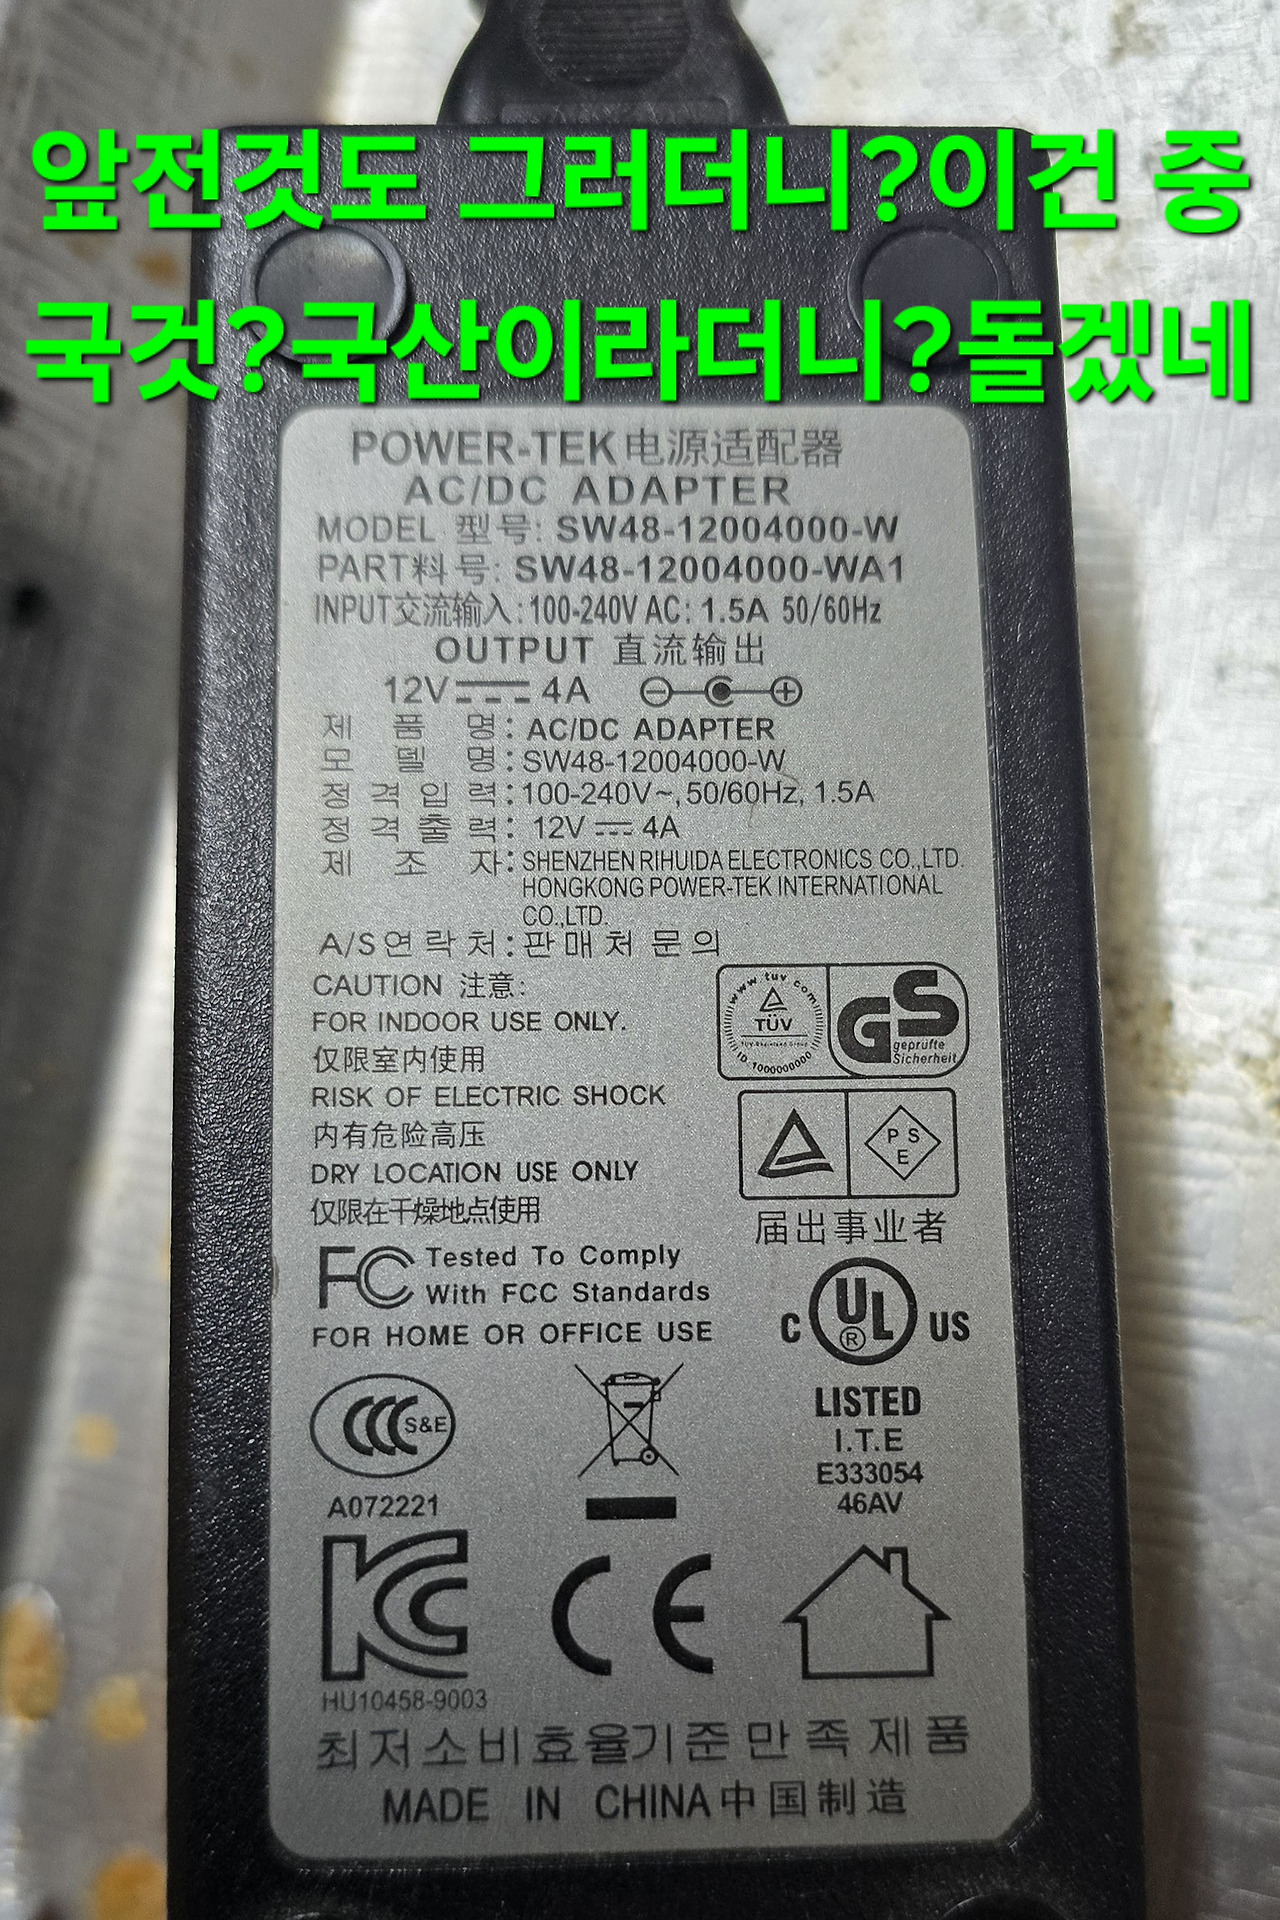 앞전것도 그러더니?이건 중
국것?국산이라더니?돌겠네
POWER-TEK电源适配器
AC/DC ADAPTER
MODEL 型号: SW48-12004000-W
PART料号: SW48-12004000-WA1
INPUT交流输入:100-240V AC: 1.5A 50/60Hz
OUTPUT 直流输出
12V 4A
제 품 명: AC/DC ADAPTER
모 델 명: SW48-12004000-W
정격입력: 100-240V~, 50/60Hz, 1.5A
정격출력: 12V 4A
제 조 자: SHENZHEN RIHUIDA ELECTRONICS CO.,LTD.
HONGKONG POWER-TEK INTERNATIONAL
CO.,LTD.
A/S연락처: 판매처 문의
CAUTION 注意:
FOR INDOOR USE ONLY.
仅限室内使用
RISK OF ELECTRIC SHOCK
内有危险高压
DRY LOCATION USE ONLY
仅限在干燥地点使用
www.tuv.com
TÜV
TÜV Rheinland Group
ID:1000000000
GS
geprüfte
Sicherheit
P S
E
届出事业者
FC Tested To Comply
With FCC Standards
FOR HOME OR OFFICE USE
C UL ® US
LISTED
I.T.E
E333054
46AV
CCC S&E
A072221
KC
HU10458-9003
CE
최저소비효율기준만족제품
MADE IN CHINA中国制造